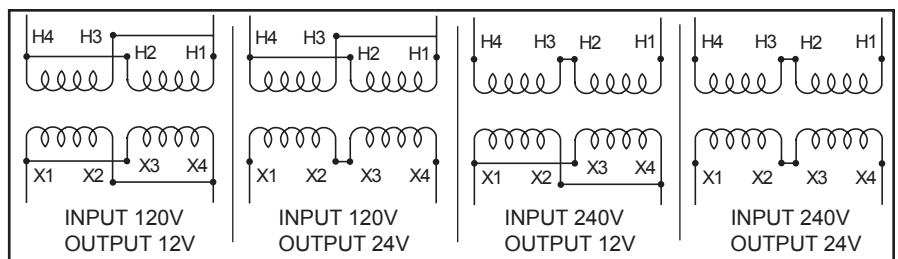 H4 H3 H2 H1
X1 X2 X3 X4
INPUT 120V
OUTPUT 12V
H4 H3 H2 H1
X1 X2 X3 X4
INPUT 120V
OUTPUT 24V
H4 H3 H2 H1
X1 X2 X3 X4
INPUT 240V
OUTPUT 12V
H4 H3 H2 H1
X1 X2 X3 X4
INPUT 240V
OUTPUT 24V